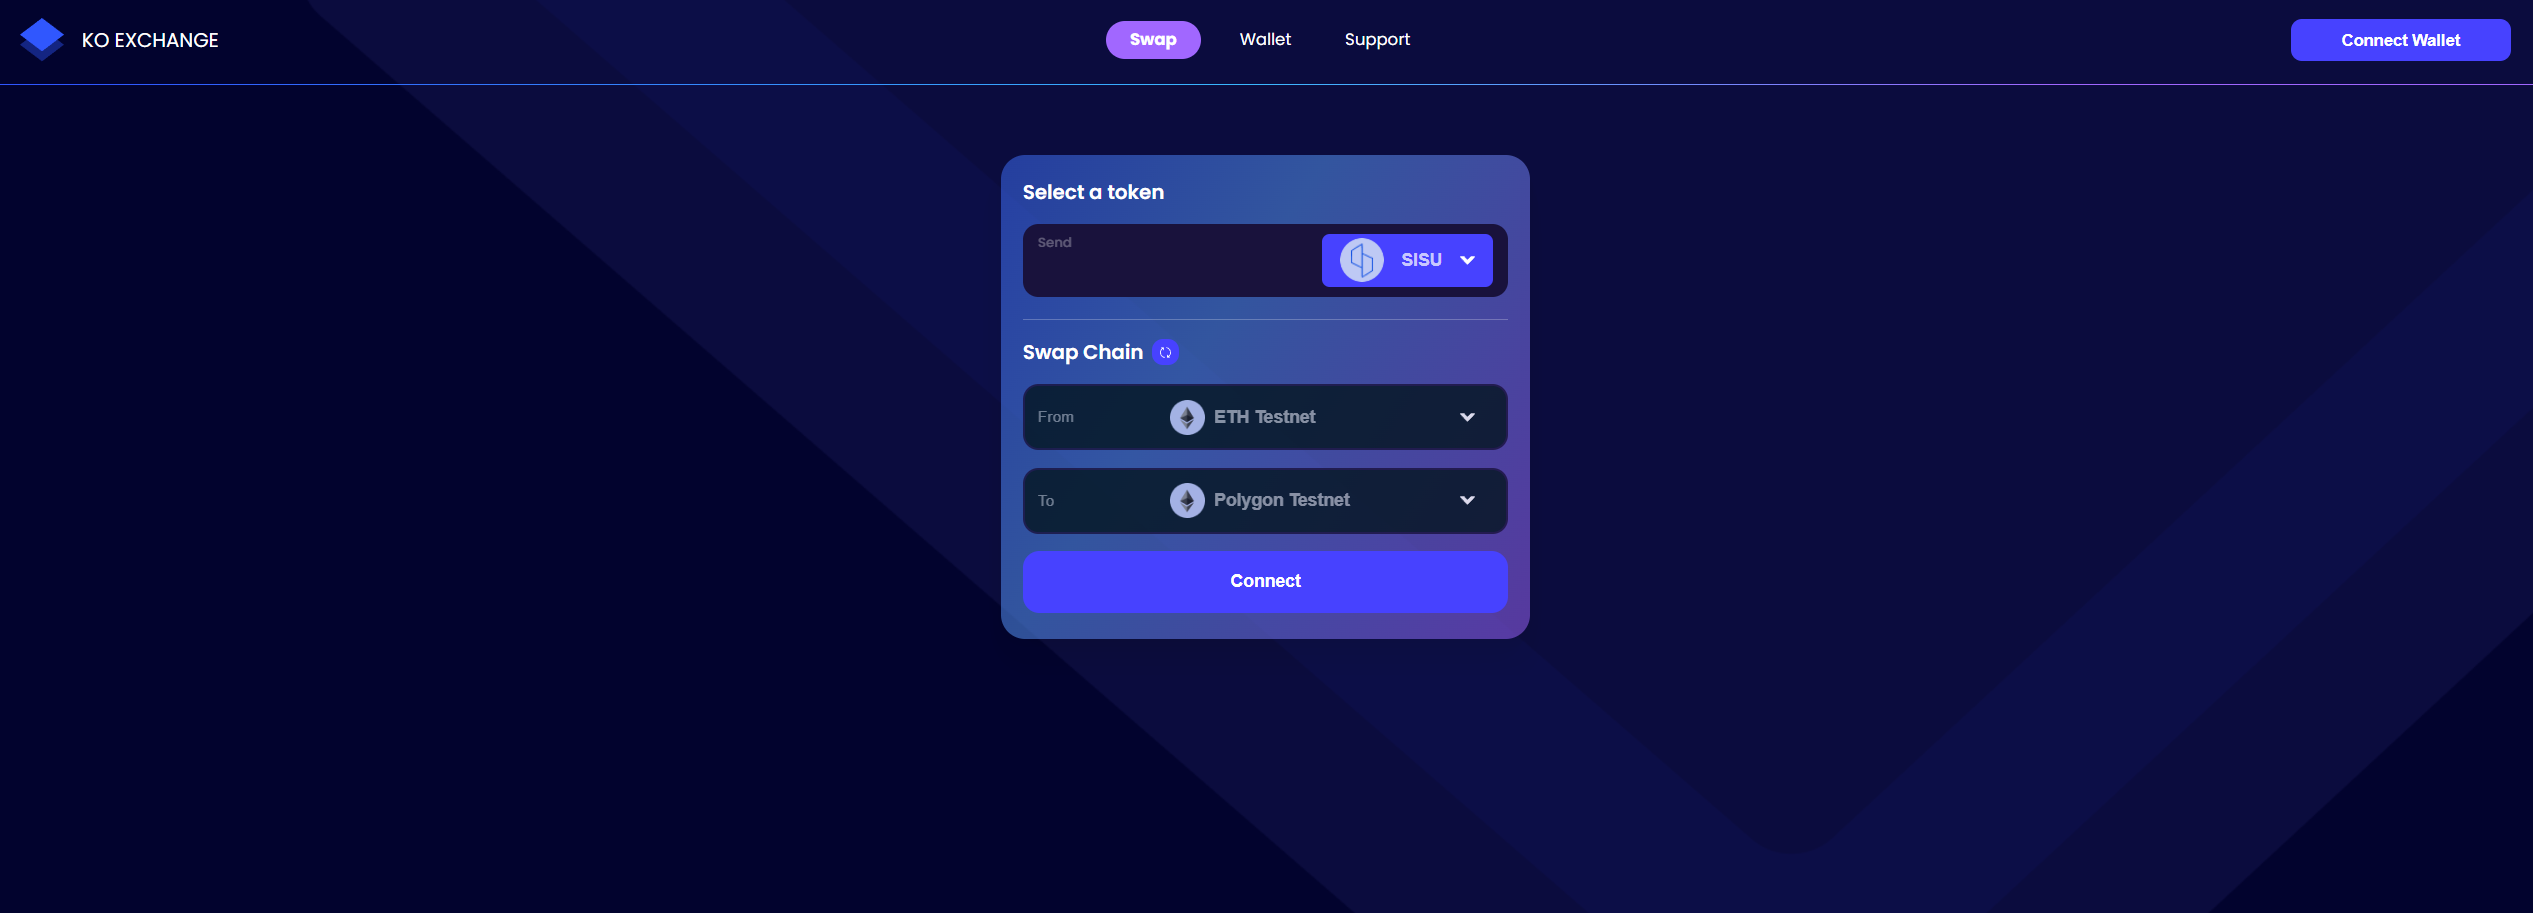 KO EXCHANGE
Swap
Wallet
Support
Connect Wallet
Select a token
Send
SISU
Swap Chain
From
ETH Testnet
To
Polygon Testnet
Connect